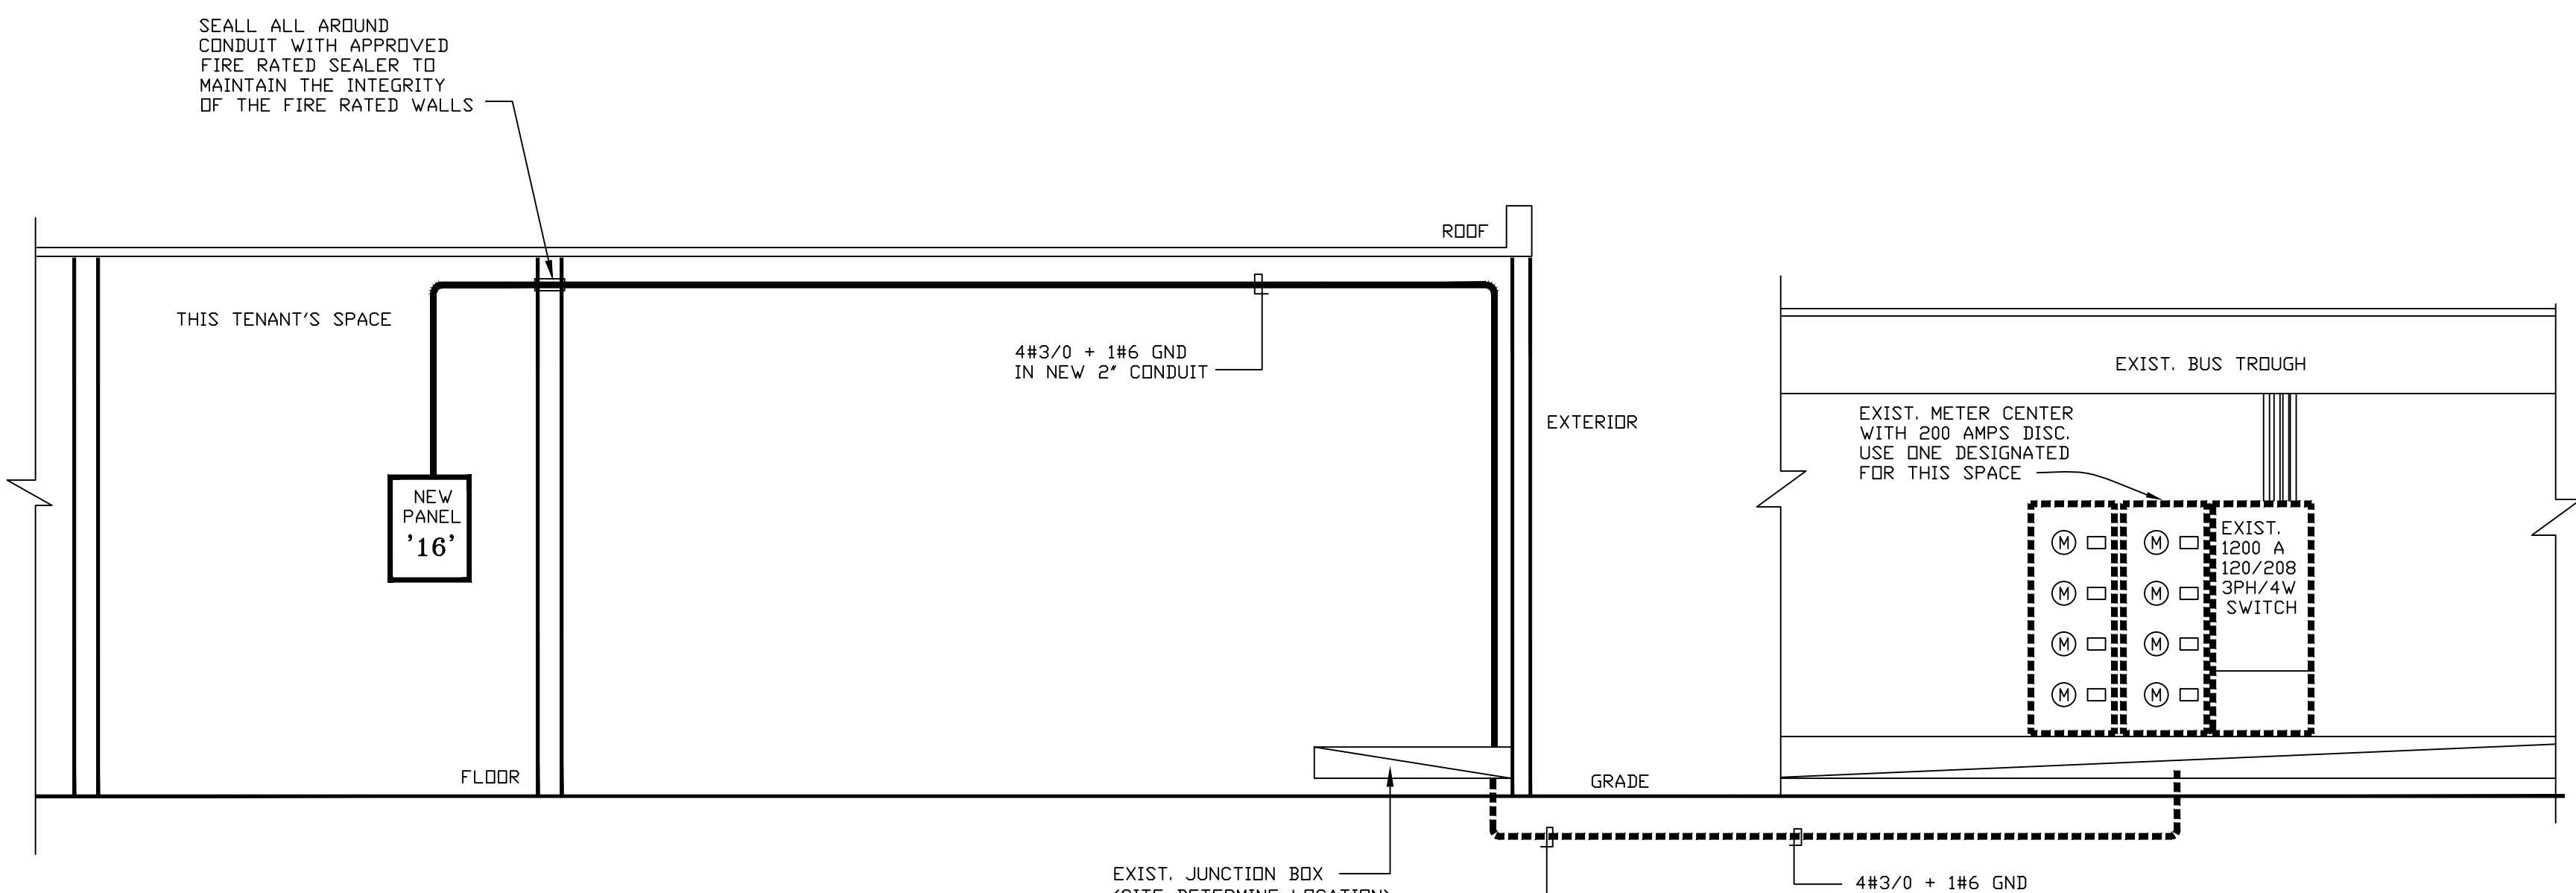 SEALL ALL AROUND
CONDUIT WITH APPROVED
FIRE RATED SEALER TO
MAINTAIN THE INTEGRITY
OF THE FIRE RATED WALLS
ROOF
THIS TENANT'S SPACE
4#3/0 + 1#6 GND
IN NEW 2" CONDUIT
EXTERIOR
NEW
PANEL
'16'
FLOOR
GRADE
EXIST. BUS TROUGH
EXIST. METER CENTER
WITH 200 AMPS DISC.
USE ONE DESIGNATED
FOR THIS SPACE
M
M
M
M
M
M
M
M
EXIST.
1200 A
120/208
3PH/4W
SWITCH
EXIST. JUNCTION BOX
(SITE DETERMINE LOCATION)
4#3/0 + 1#6 GND